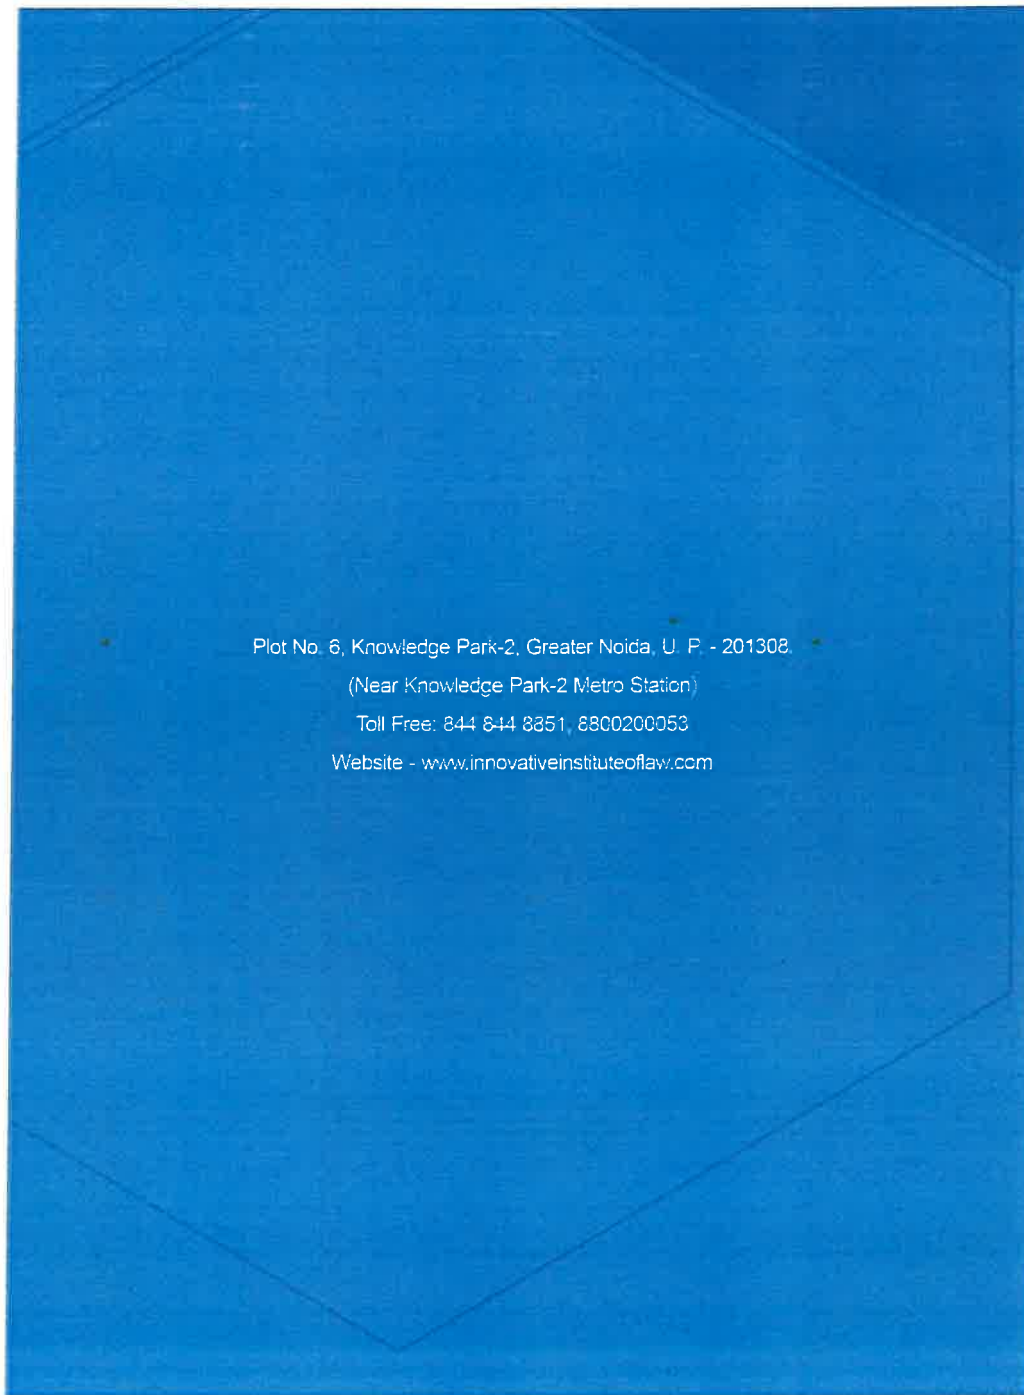 Plot No. 6, Knowledge Park-2, Greater Noida, U. P. - 201308.
(Near Knowledge Park-2 Metro Station)
Toll Free: 844 844 8851, 8800200053
Website - www.innovativeinstituteoflaw.com